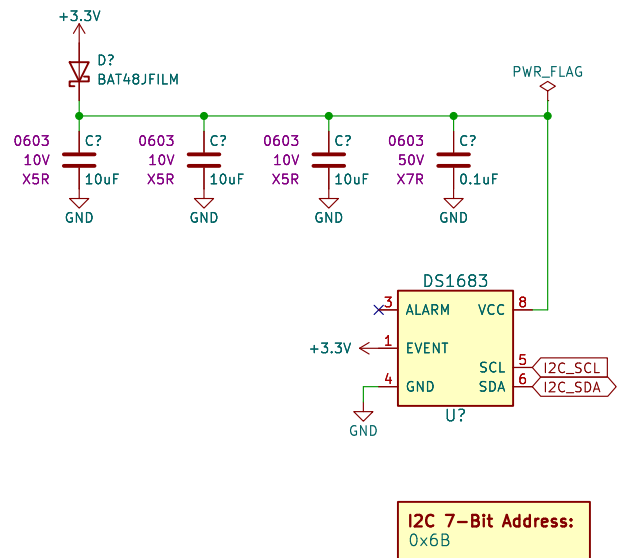 +3.3V
D?
BAT48JFILM
PWR_FLAG
0603
10V
X5R
C?
10uF
GND
0603
10V
X5R
C?
10uF
GND
0603
10V
X5R
C?
10uF
GND
0603
50V
X7R
C?
0.1uF
GND
DS1683
3 ALARM
VCC 8
+3.3V
1 EVENT
SCL 5 I2C_SCL
4 GND
SDA 6 I2C_SDA
GND
U?
I2C 7-Bit Address:
0x6B